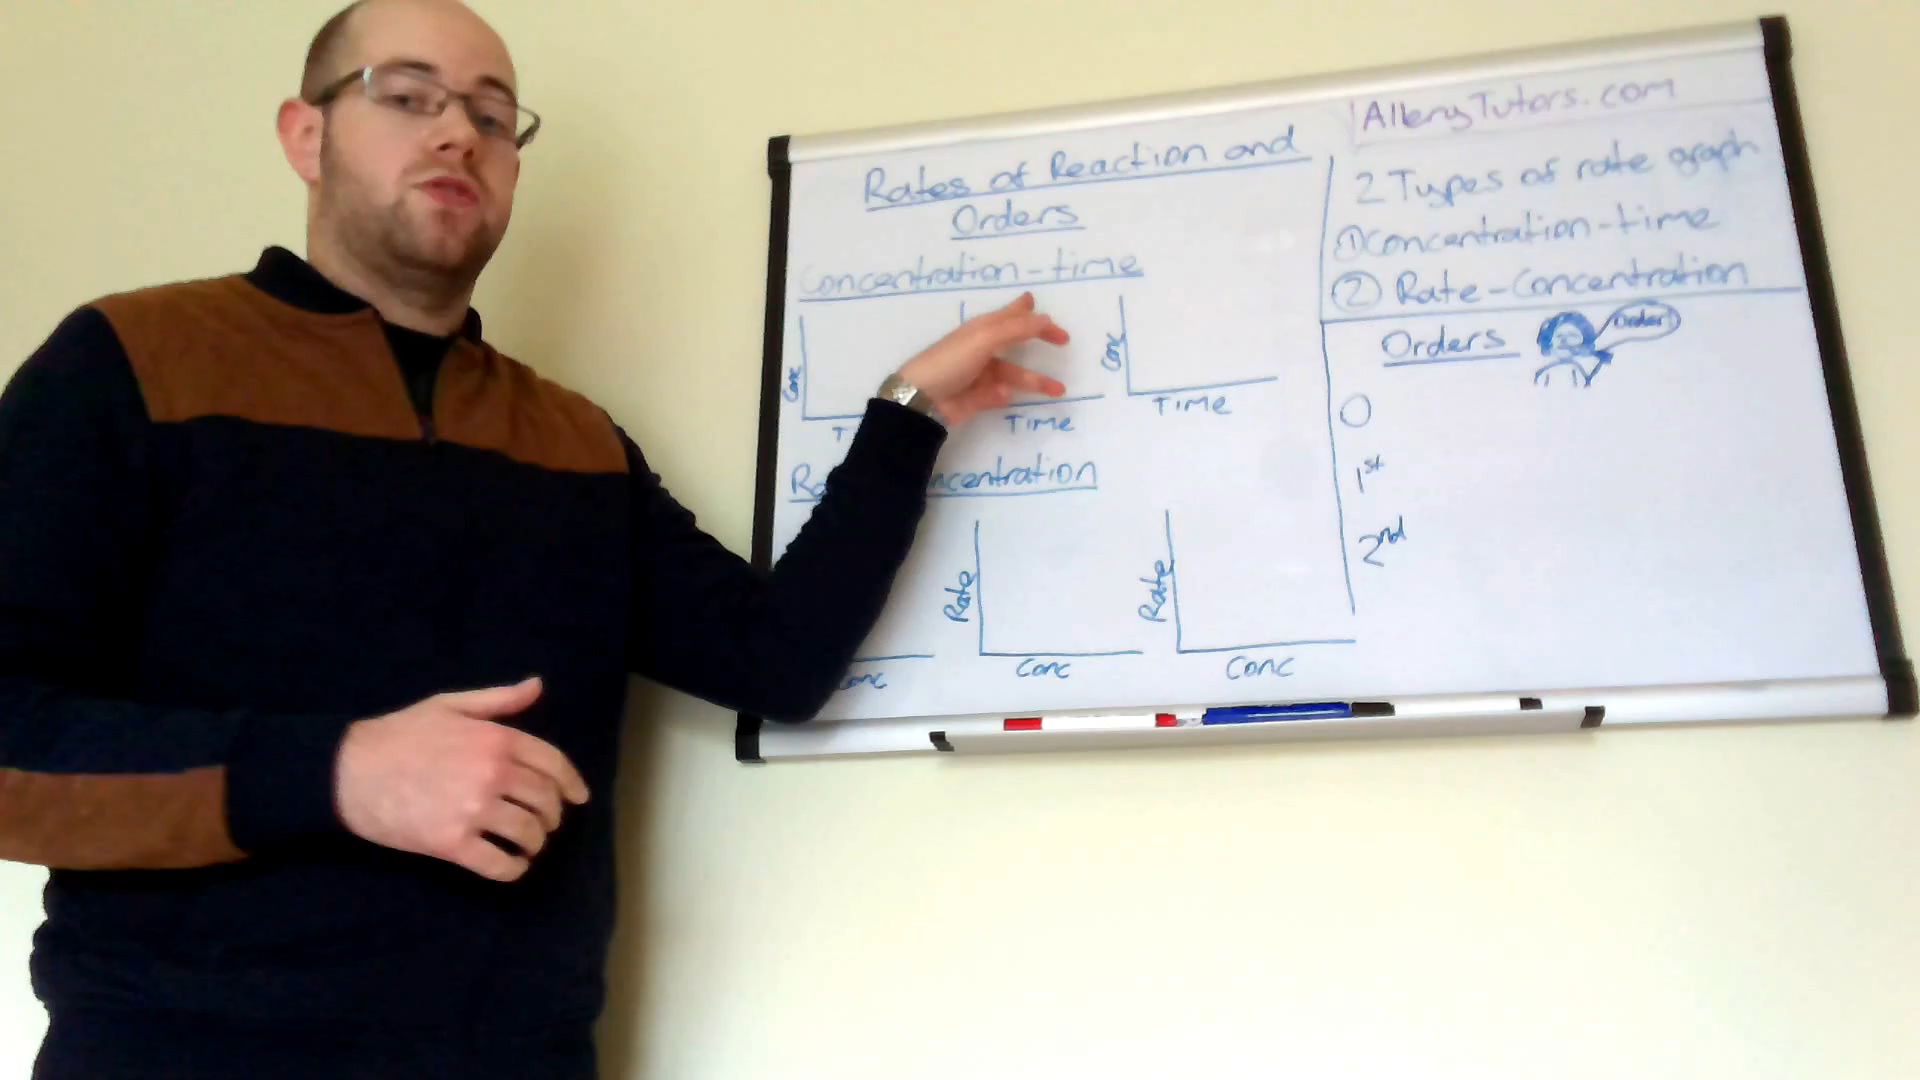 AlleryTutors.com
Rates of Reaction and
Orders
Concentration-time
Conc
Time
Conc
Time
Conc
Rate
Conc
Rate
Conc
2 Types of rate graph
① Concentration-time
② Rate-Concentration
Orders
Order!
0
1st
2nd